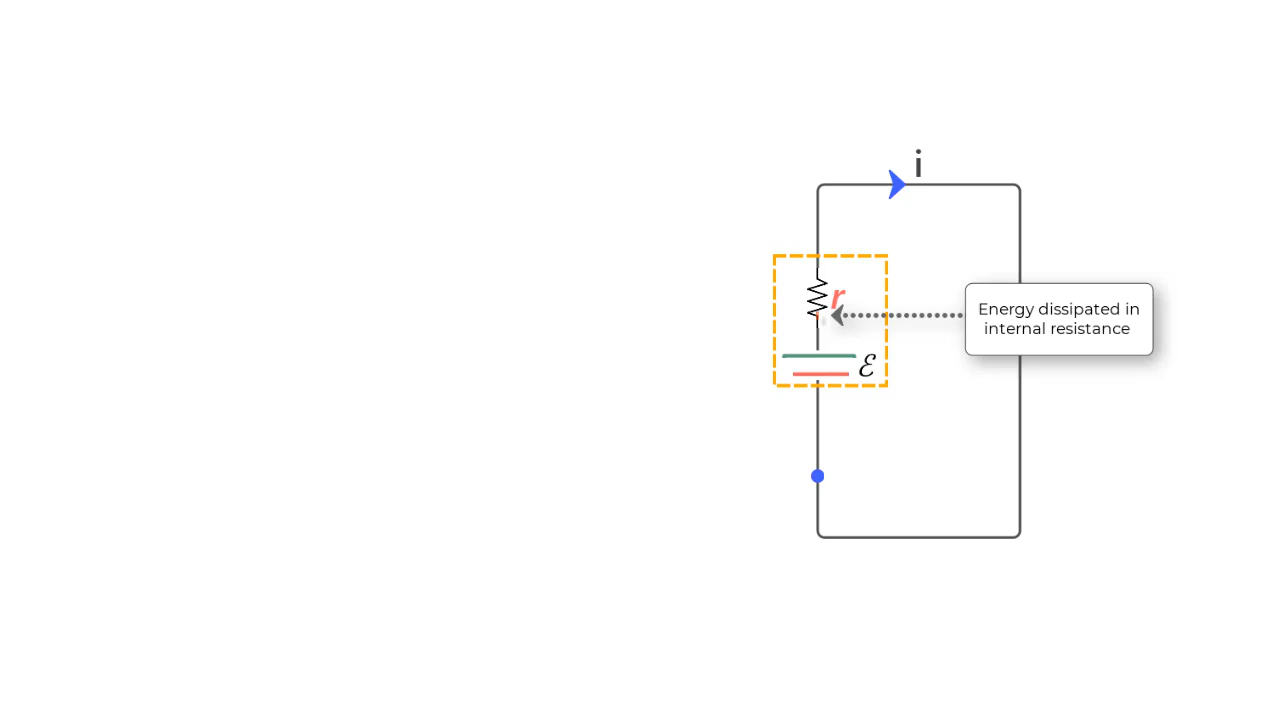 i
r
Energy dissipated in
internal resistance
ℰ